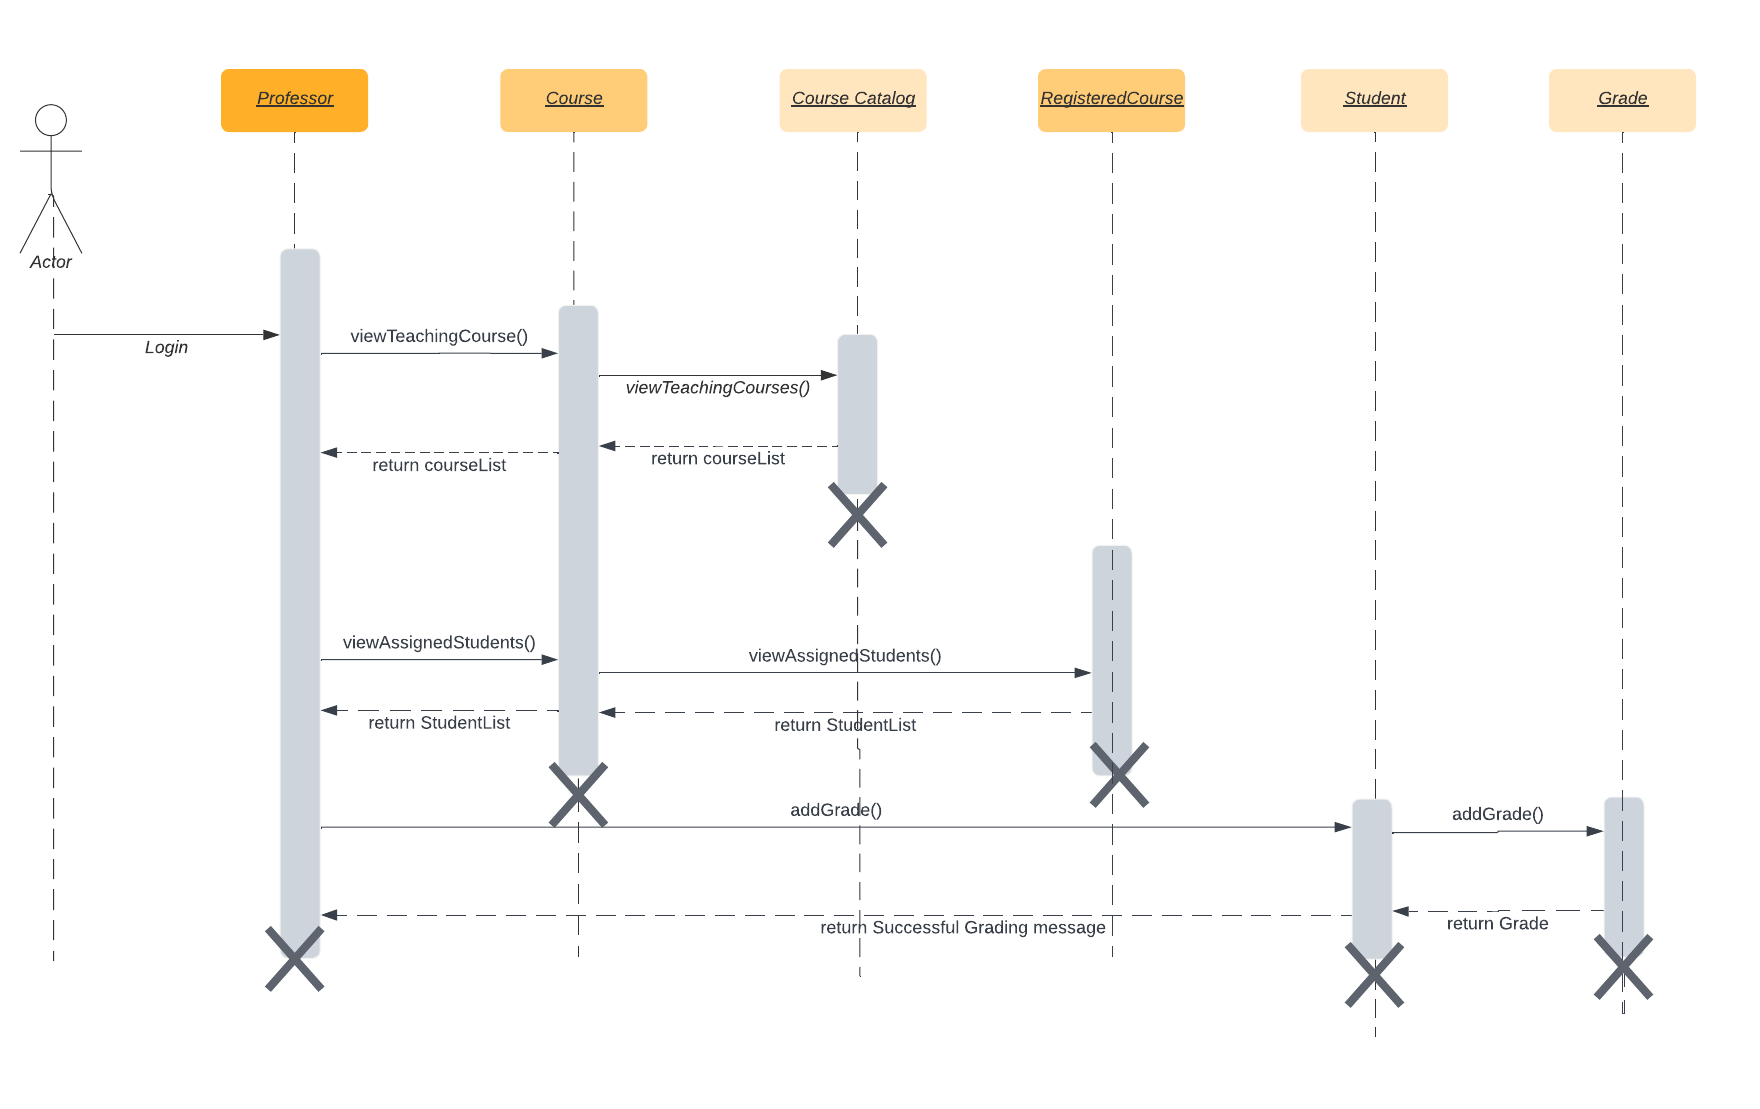 Professor
Course
Course Catalog
RegisteredCourse
Student
Grade
Actor
Login
viewTeachingCourse()
viewTeachingCourses()
return courseList
return courseList
viewAssignedStudents()
viewAssignedStudents()
return StudentList
return StudentList
addGrade()
addGrade()
return Successful Grading message
return Grade